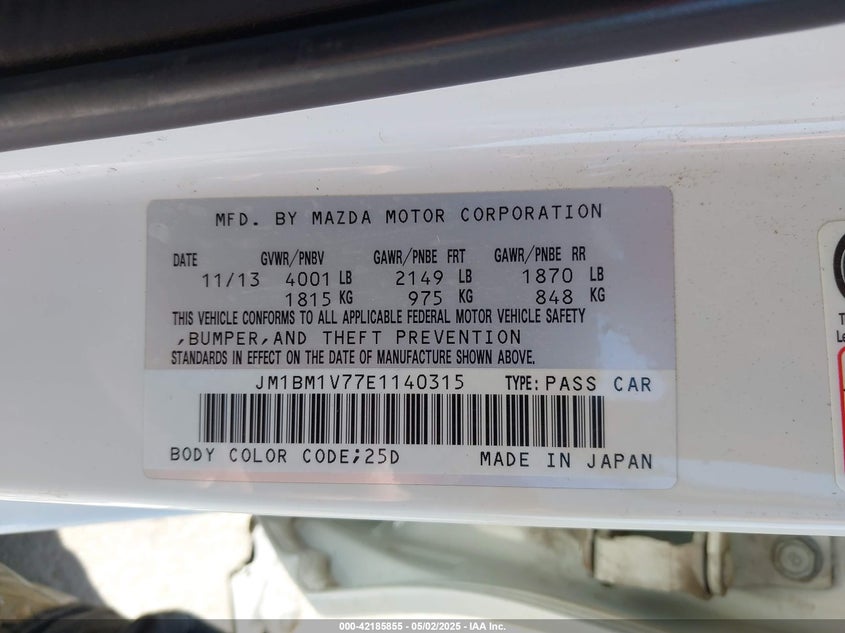 MFD. BY MAZDA MOTOR CORPORATION
DATE GVWR/PNBV GAWR/PNBE FRT GAWR/PNBE RR
11/13 4001 LB 2149 LB 1870 LB
1815 KG 975 KG 848 KG
THIS VEHICLE CONFORMS TO ALL APPLICABLE FEDERAL MOTOR VEHICLE SAFETY
,BUMPER,AND THEFT PREVENTION
STANDARDS IN EFFECT ON THE DATE OF MANUFACTURE SHOWN ABOVE.
JM1BM1V77E1140315 TYPE: PASS CAR
BODY COLOR CODE;25D MADE IN JAPAN
000-42185855 - 05/02/2025 - IAA Inc.